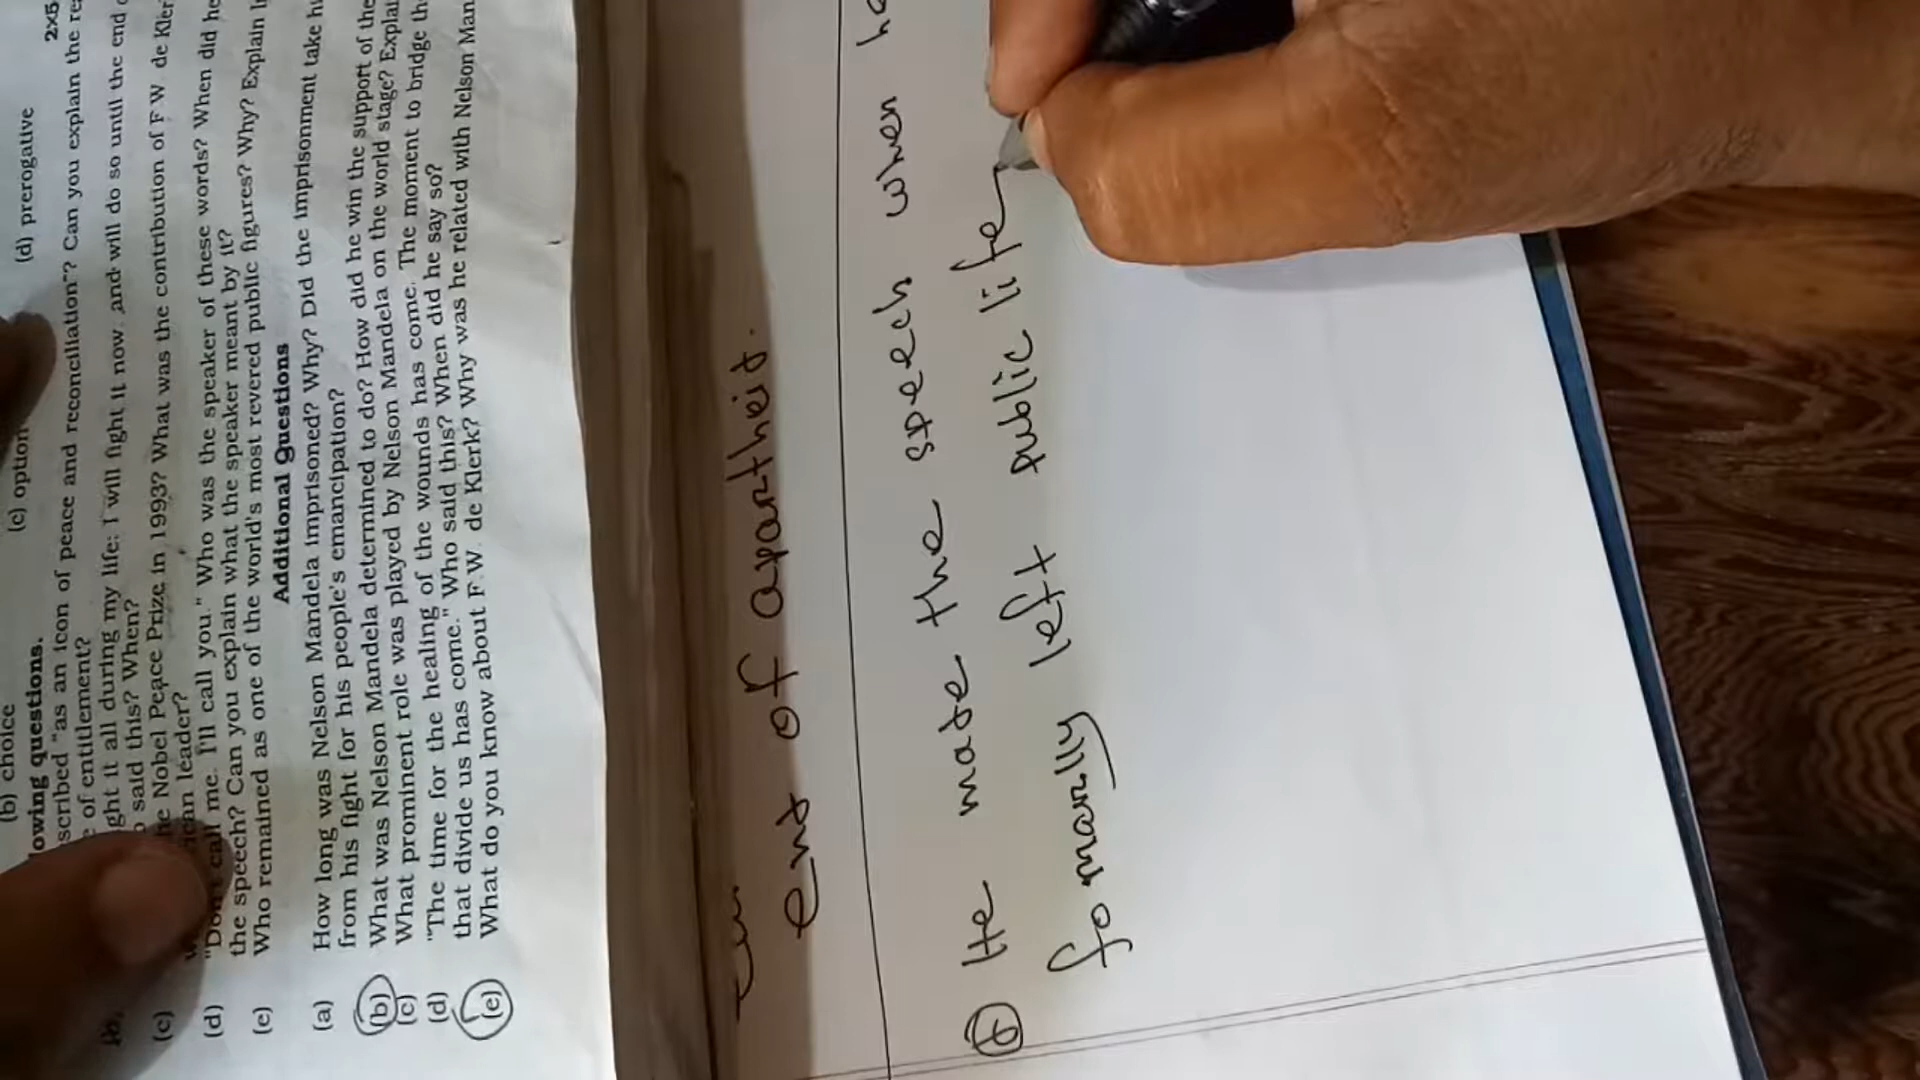 (b) choice (c) option (d) prerogative
lowing questions. 2×5
scribed "as an icon of peace and reconciliation"? Can you explain the re
e of entitlement?
ght it all during my life; I will fight it now, and will do so until the end
said this? When?
(c) he Nobel Peace Prize in 1993? What was the contribution of F W. de Kler
leader?
(d) "Don't call me. I'll call you." Who was the speaker of these words? When did he
the speech? Can you explain what the speaker meant by it?
(e) Who remained as one of the world's most revered public figures? Why? Explain
Additional Questions
(a) How long was Nelson Mandela imprisoned? Why? Did the imprisonment take hi
from his fight for his people's emancipation?
(b) What was Nelson Mandela determined to do? How did he win the support of the
(c) What prominent role was played by Nelson Mandela on the world stage? Explai
(d) "The time for the healing of the wounds has come. The moment to bridge th
that divide us has come." Who said this? When did he say so?
(e) What do you know about F.W. de Klerk? Why was he related with Nelson Man
end of apartheid.
He made the speech when he
formally left public life